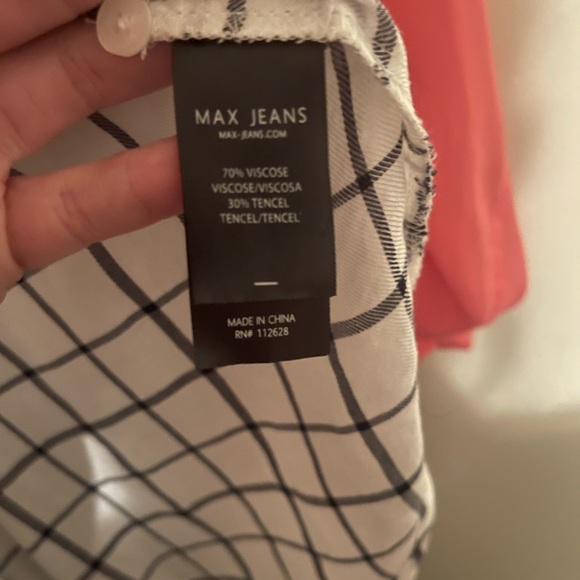 MAX JEANS
MAX-JEANS.COM
70% VISCOSE
VISCOSE/VISCOSA
30% TENCEL
TENCEL/TENCEL
MADE IN CHINA
RN# 112628